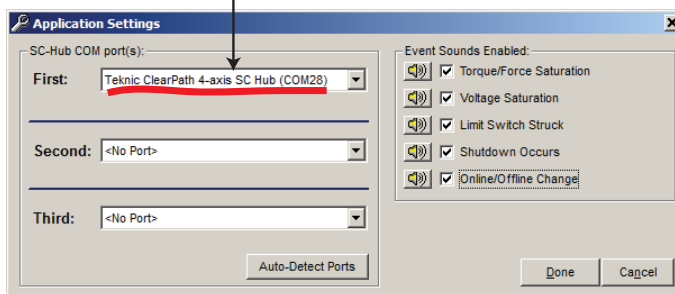 Application Settings
SC-Hub COM port(s):
First: Teknic ClearPath 4-axis SC Hub (COM28)
Second: <No Port>
Third: <No Port>
Auto-Detect Ports
Event Sounds Enabled:
Torque/Force Saturation
Voltage Saturation
Limit Switch Struck
Shutdown Occurs
Online/Offline Change
Done Cancel